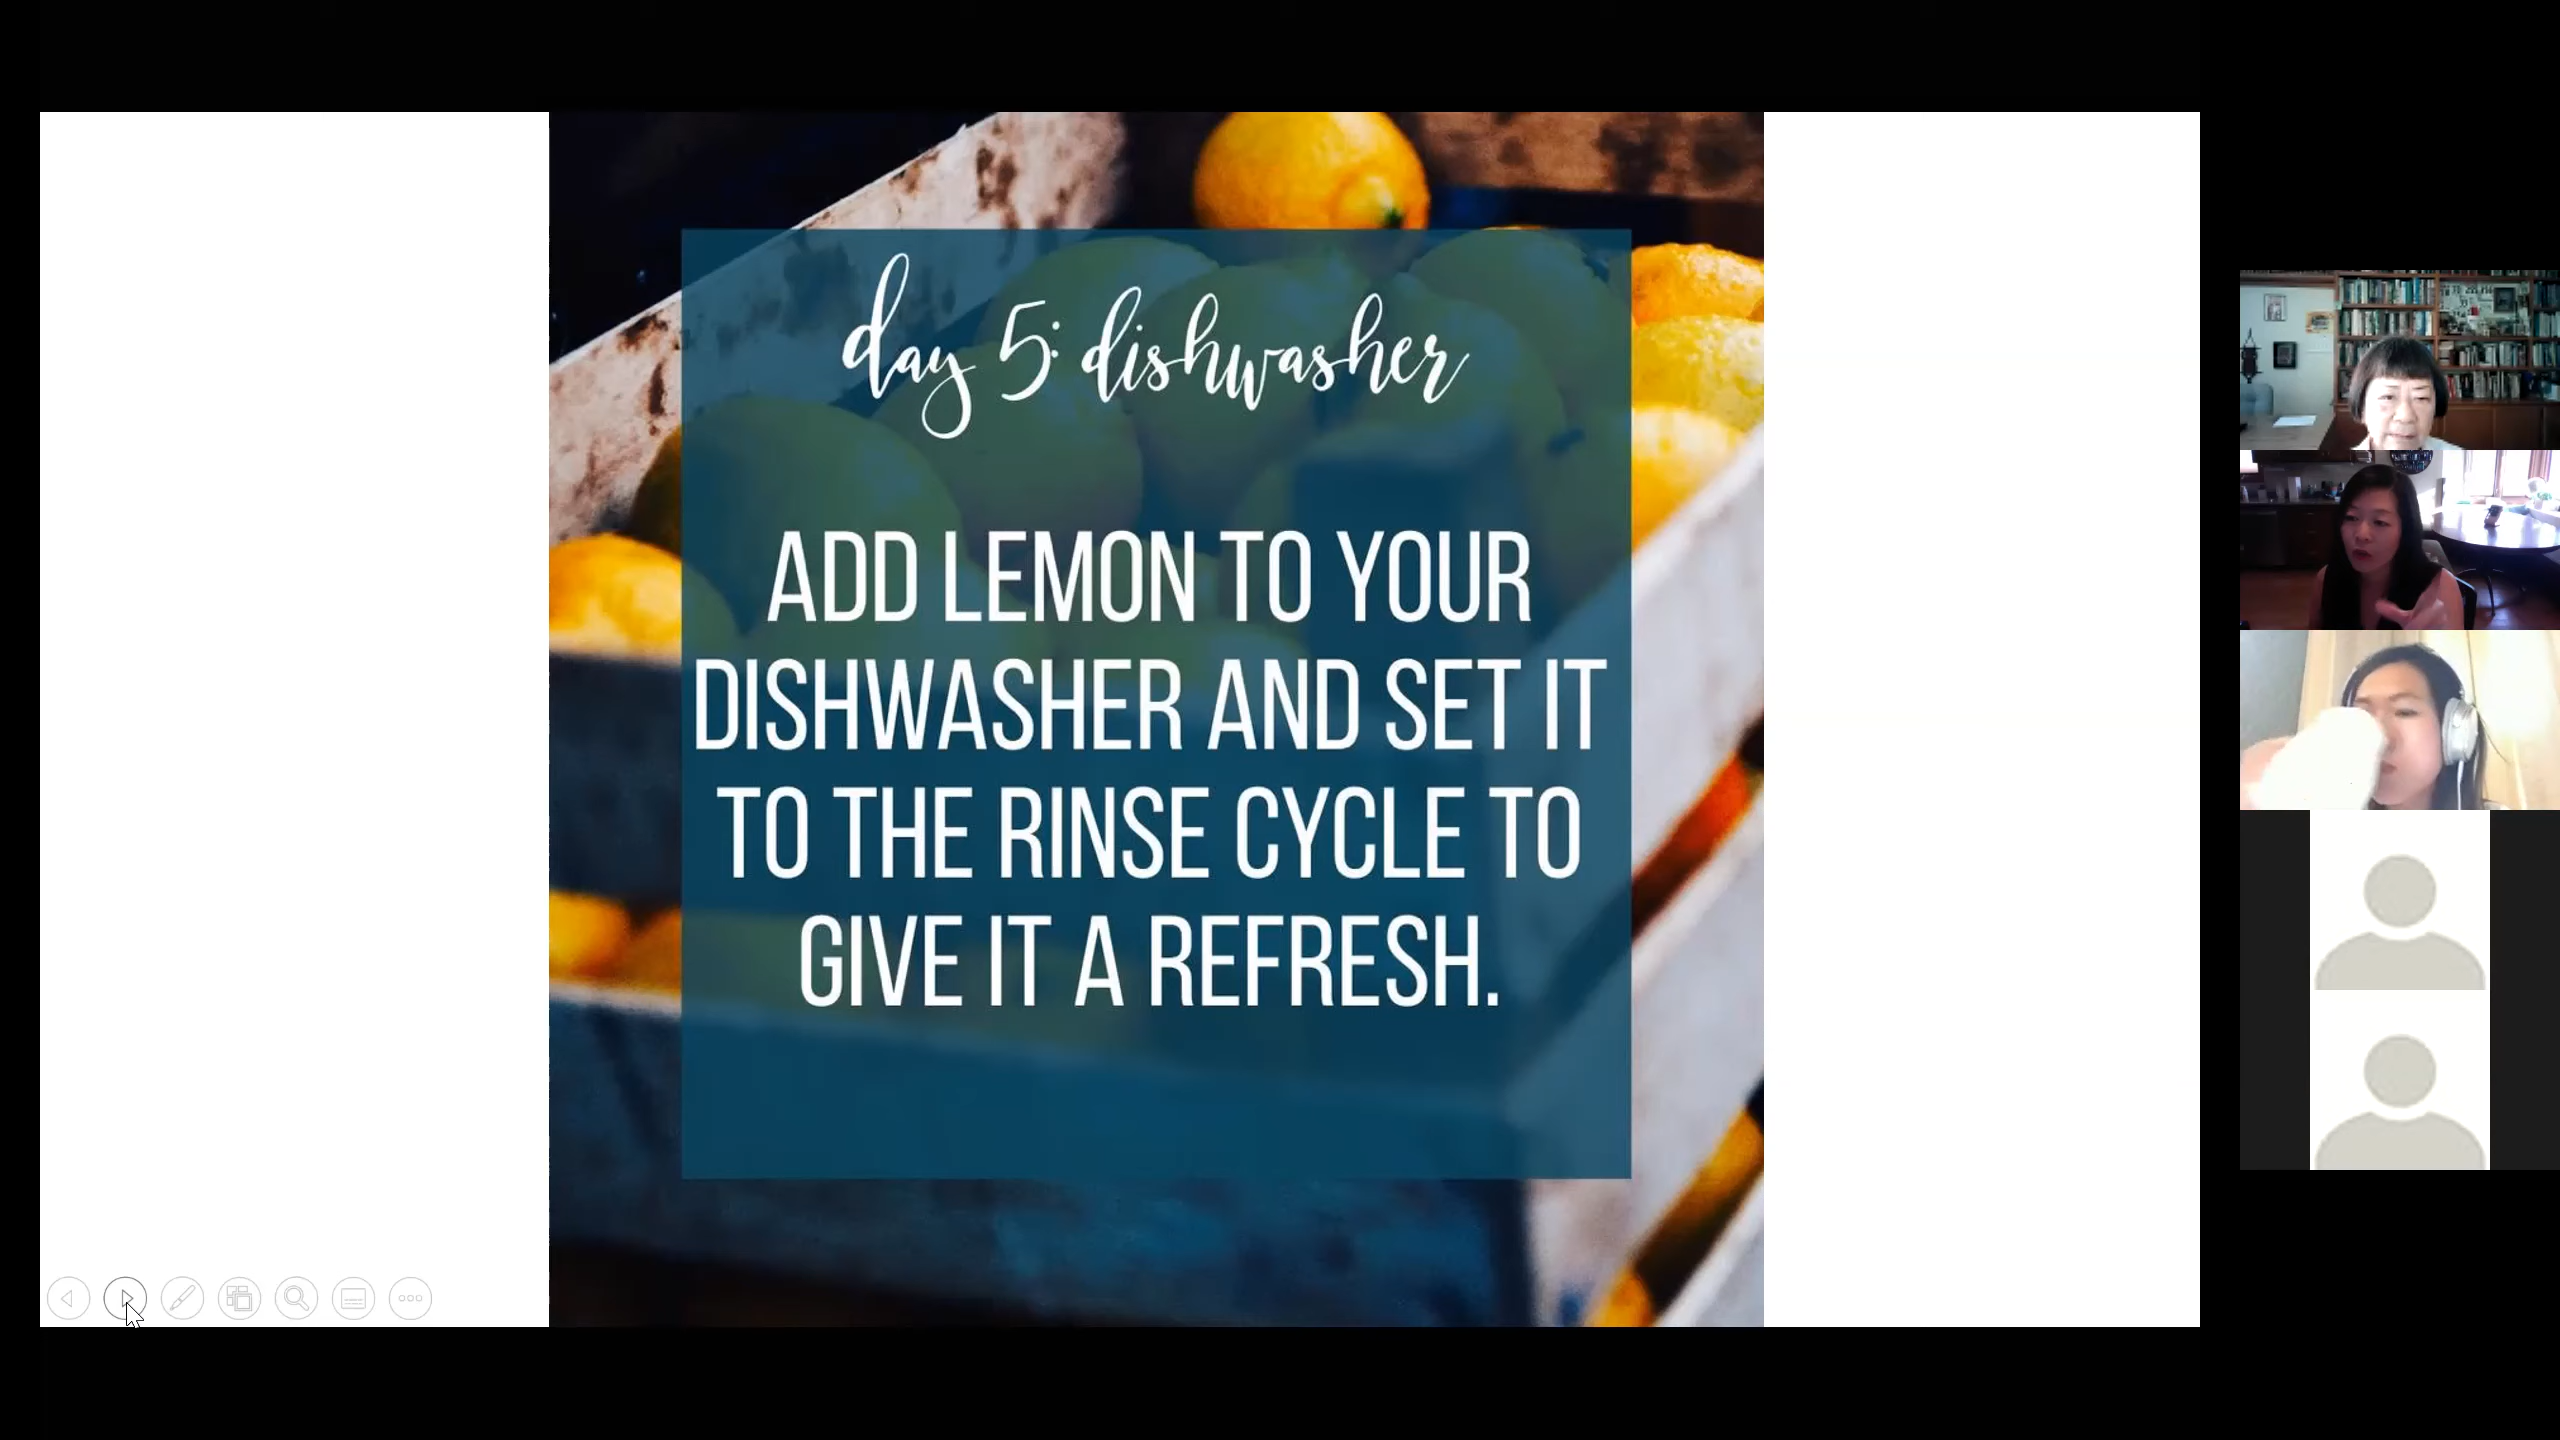 day 5: dishwasher
ADD LEMON TO YOUR
DISHWASHER AND SET IT
TO THE RINSE CYCLE TO
GIVE IT A REFRESH.